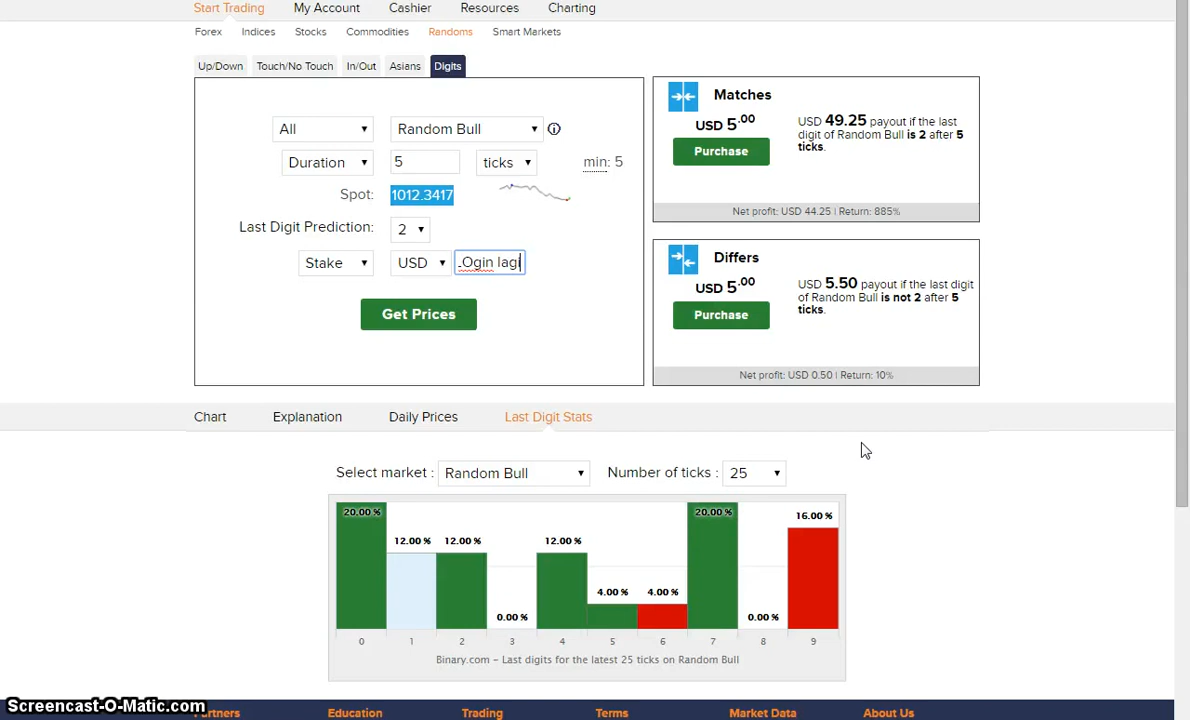 Start Trading My Account Cashier Resources Charting
Forex Indices Stocks Commodities Randoms Smart Markets
Up/Down Touch/No Touch In/Out Asians Digits
All Random Bull
Duration 5 ticks min: 5
Spot: 1012.3417
Last Digit Prediction: 2
Stake USD .Ogin lagi
Get Prices
Matches
USD 5.00
Purchase
USD 49.25 payout if the last
digit of Random Bull is 2 after 5
ticks.
Net profit: USD 44.25 | Return: 885%
Differs
USD 5.00
Purchase
USD 5.50 payout if the last digit
of Random Bull is not 2 after 5
ticks.
Net profit: USD 0.50 | Return: 10%
Chart Explanation Daily Prices Last Digit Stats
Select market : Random Bull Number of ticks : 25
20.00 % 12.00 % 12.00 % 0.00 % 12.00 % 4.00 % 4.00 % 20.00 % 0.00 % 16.00 %
0 1 2 3 4 5 6 7 8 9
Binary.com – Last digits for the latest 25 ticks on Random Bull
Partners Education Trading Terms Market Data About Us
Screencast-O-Matic.com